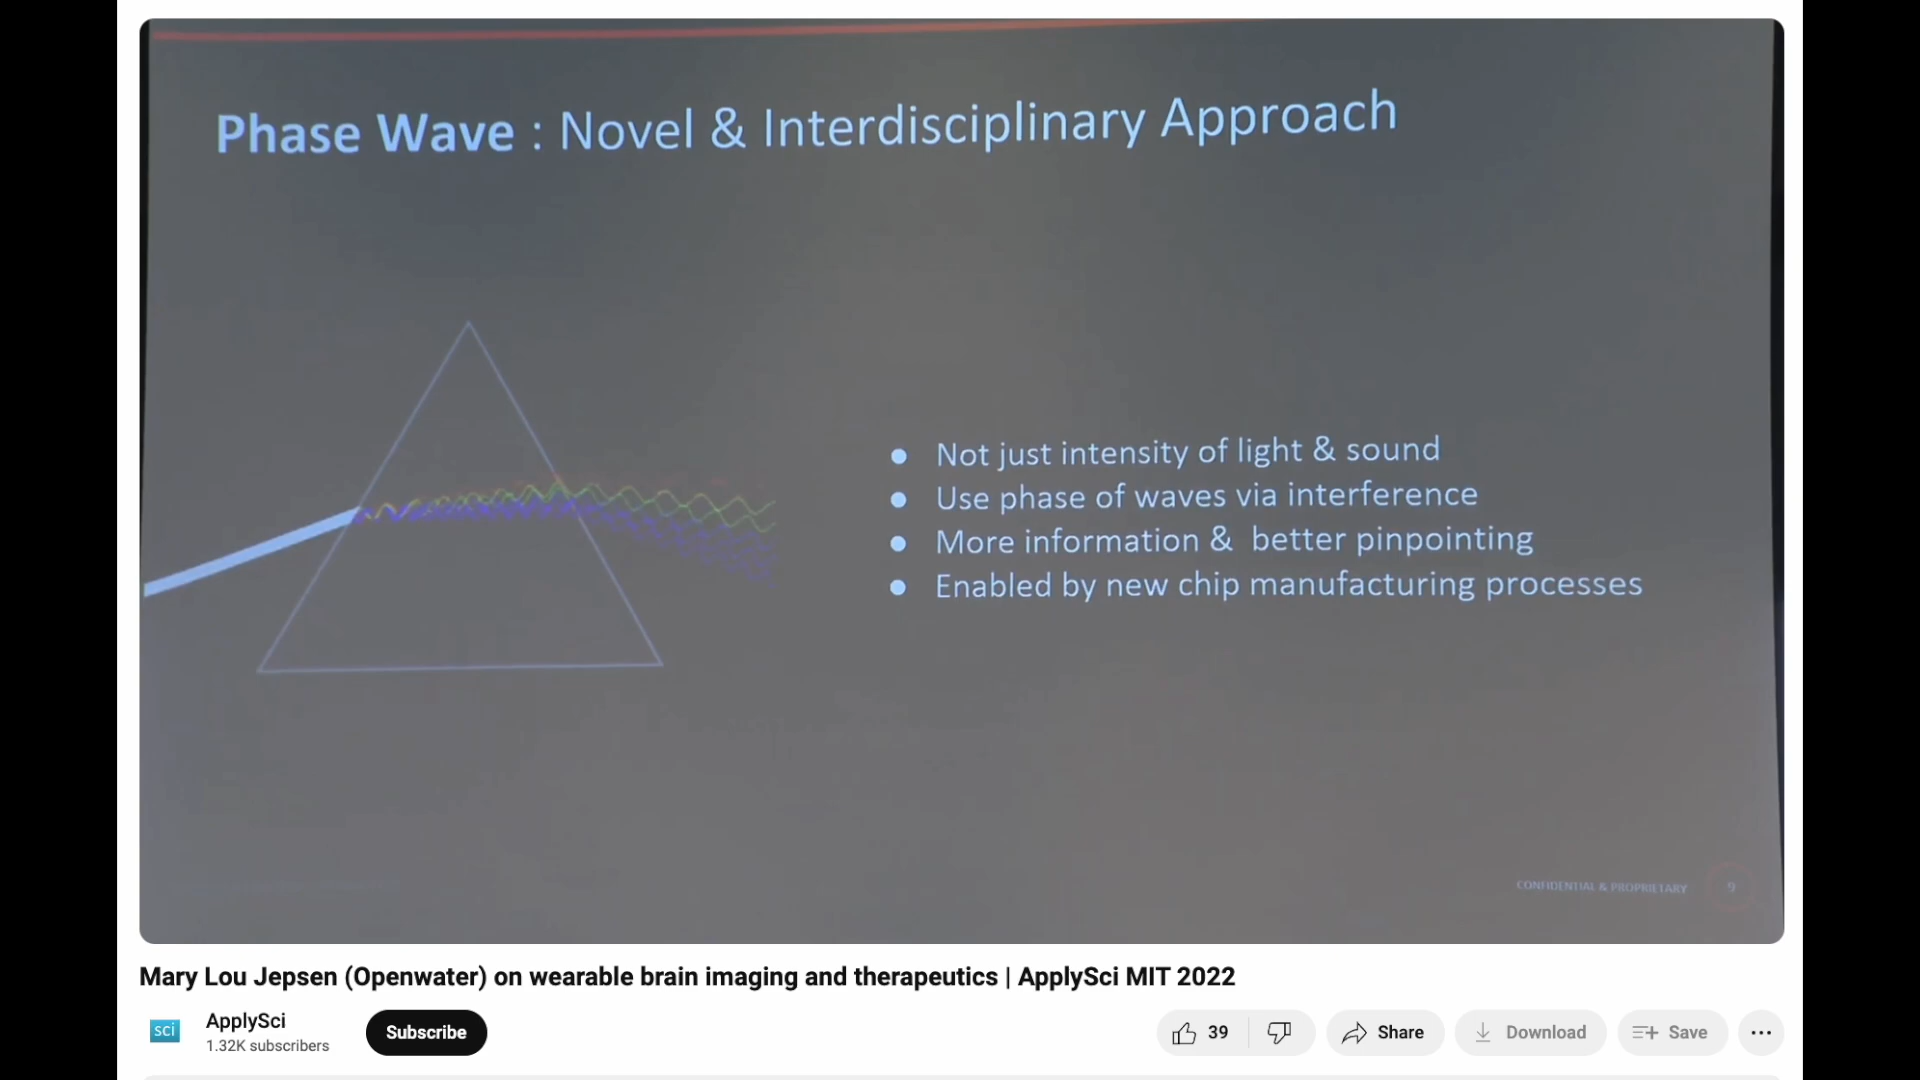 Phase Wave : Novel & Interdisciplinary Approach
● Not just intensity of light & sound
● Use phase of waves via interference
● More information & better pinpointing
● Enabled by new chip manufacturing processes
CONFIDENTIAL & PROPRIETARY 9
Mary Lou Jepsen (Openwater) on wearable brain imaging and therapeutics | ApplySci MIT 2022
sci
ApplySci
1.32K subscribers
Subscribe
39
Share
Download
Save